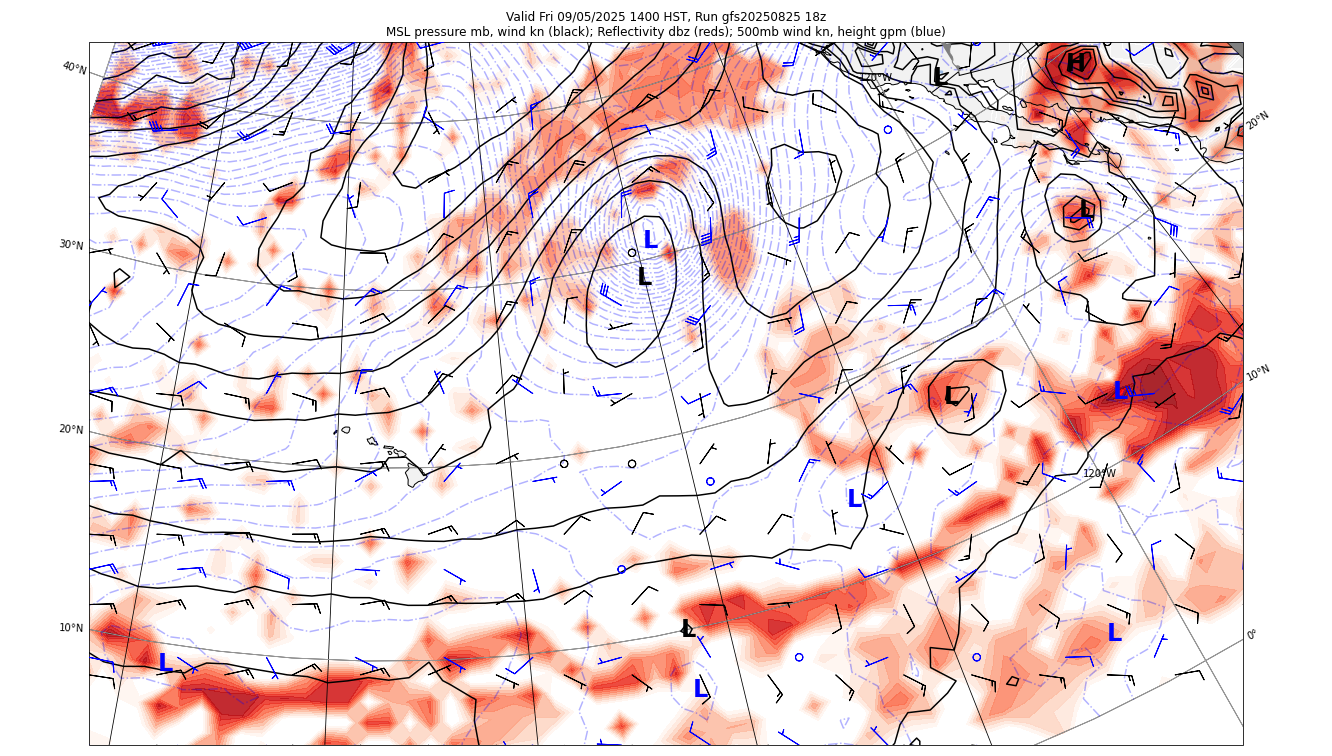 Valid Fri 09/05/2025 1400 HST, Run gfs20250825 18z
MSL pressure mb, wind kn (black); Reflectivity dbz (reds); 500mb wind kn, height gpm (blue)
40°N
120°W
H
L
20°N
L
30°N
L
L
10°N
L
L
20°N
120°W
L
10°N
L
L
0°
L
L